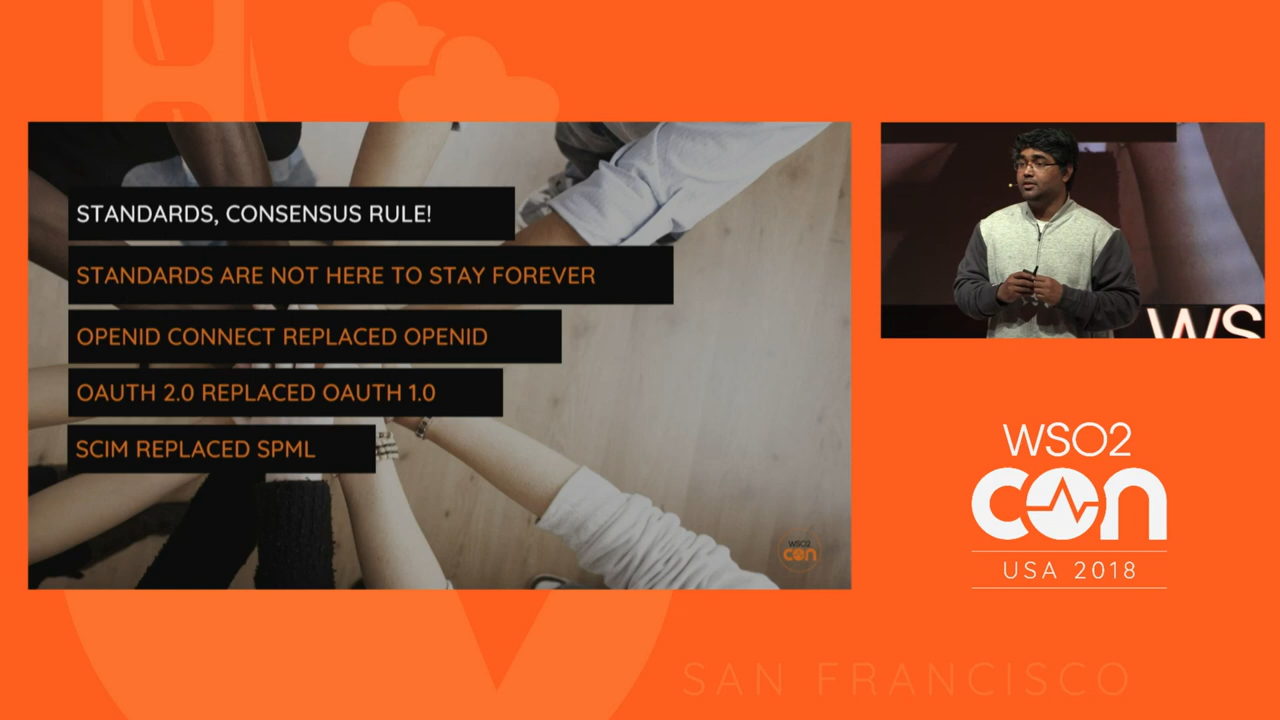 STANDARDS, CONSENSUS RULE!
STANDARDS ARE NOT HERE TO STAY FOREVER
OPENID CONNECT REPLACED OPENID
OAUTH 2.0 REPLACED OAUTH 1.0
SCIM REPLACED SPML
WSO2
con
WS
WSO2
con
USA 2018
SAN FRANCISCO